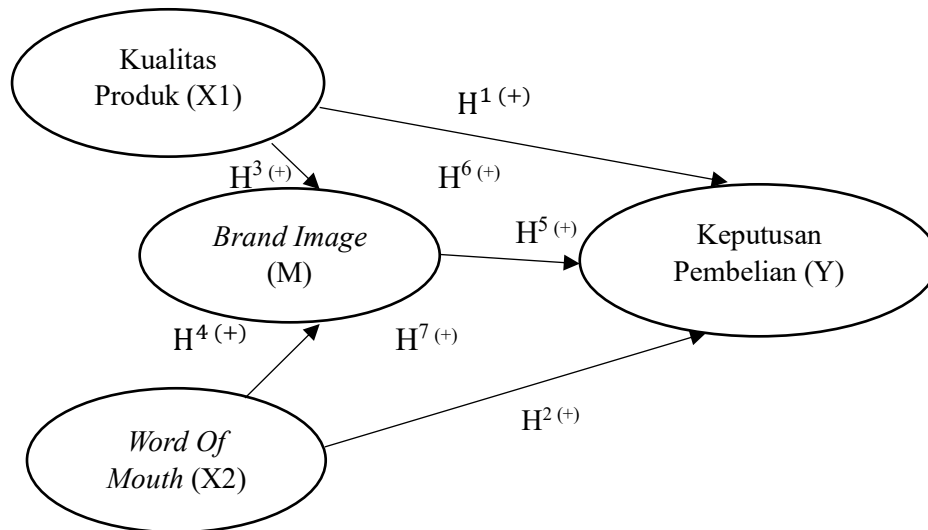 Kualitas
Produk (X1)
H¹ (+)
H³ (+)
H⁶ (+)
Brand Image
(M)
H⁵ (+)
Keputusan
Pembelian (Y)
H⁴ (+)
H⁷ (+)
H² (+)
Word Of
Mouth (X2)